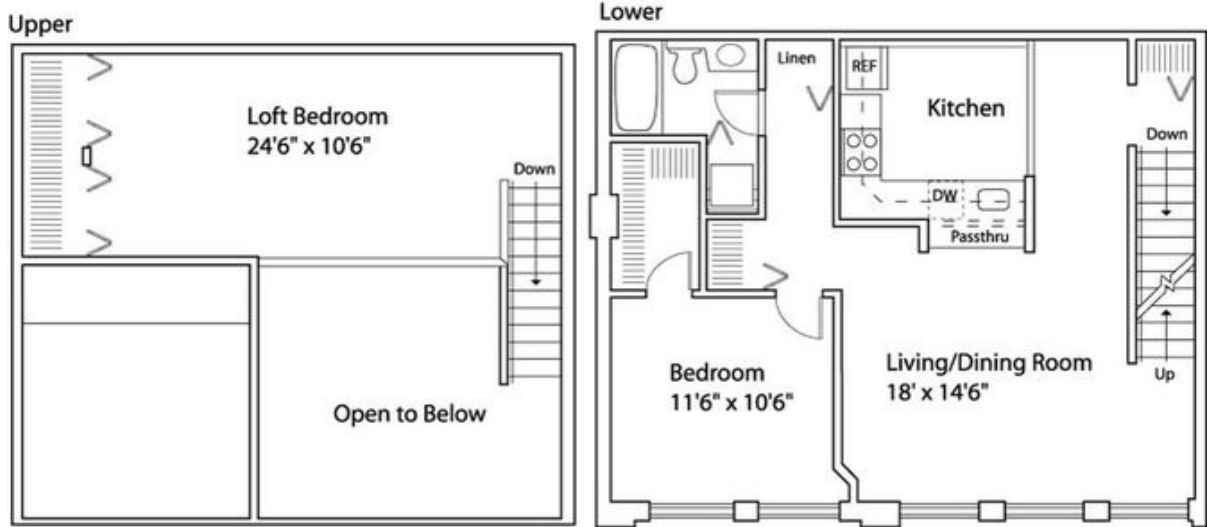 Upper
Loft Bedroom
24'6" x 10'6"
Down
Open to Below
Lower
Linen
REF
Kitchen
Down
DW
Passthru
Bedroom
11'6" x 10'6"
Living/Dining Room
18' x 14'6"
Up